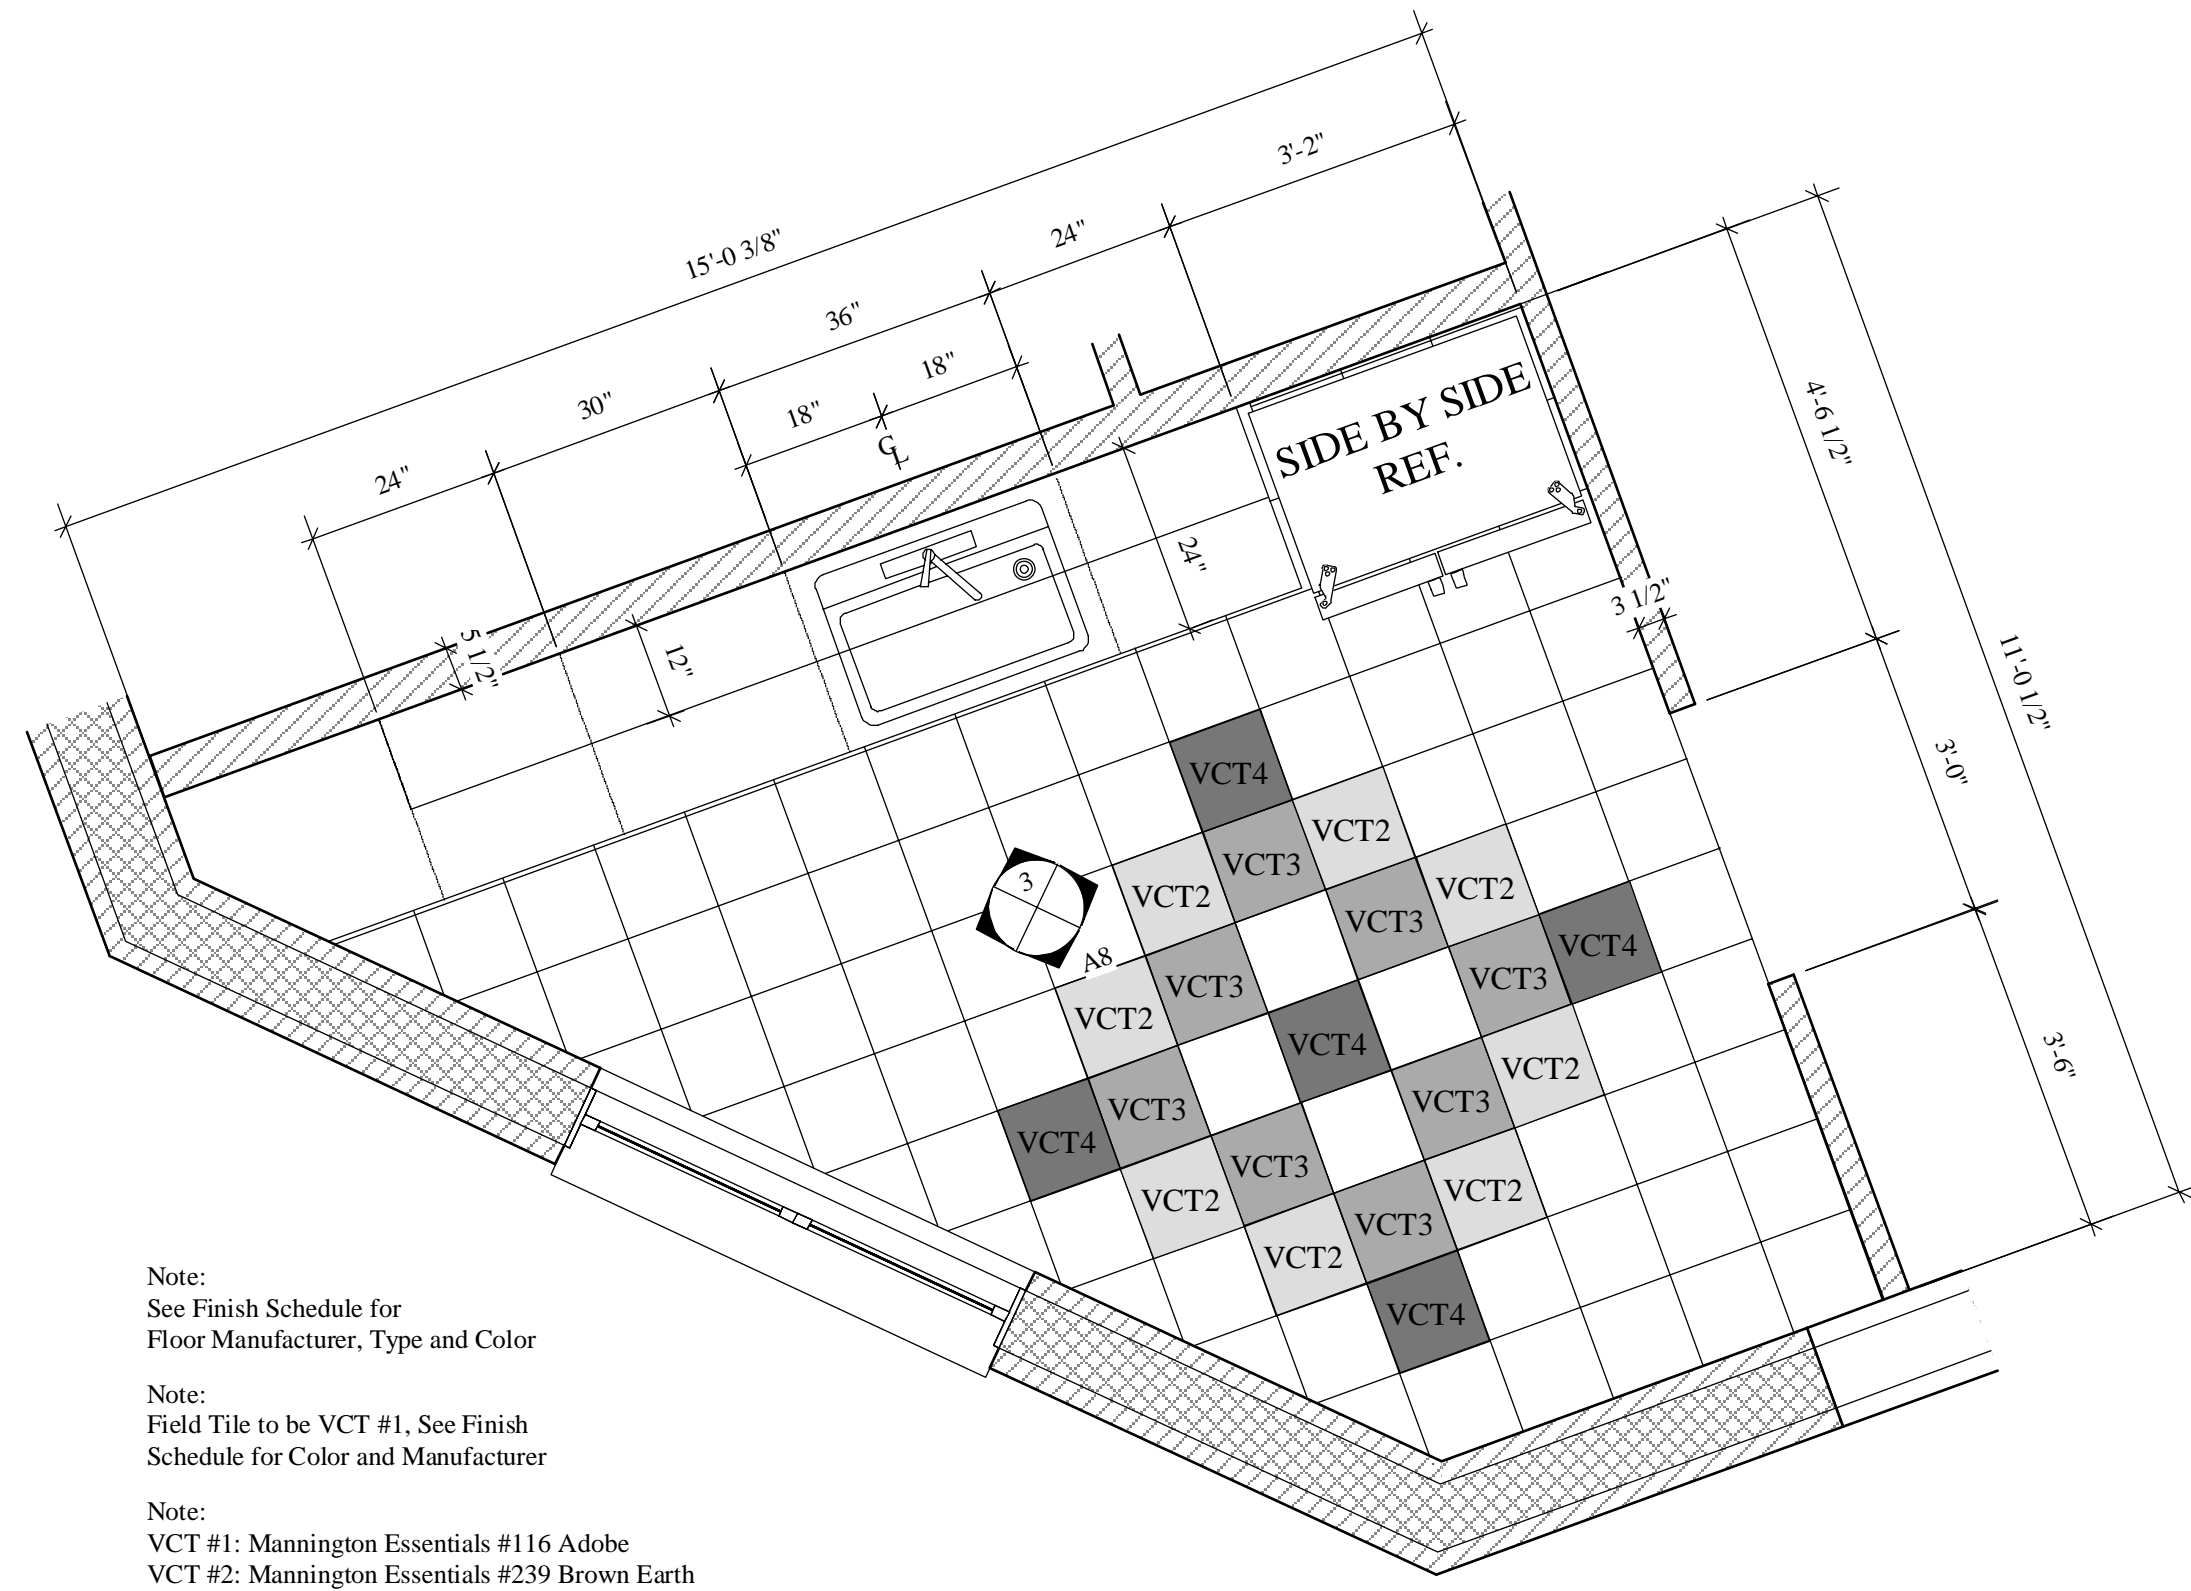 15'-0 3/8"
3'-2"
24"
36"
18"
18"
30"
24"
CL
SIDE BY SIDE
REF.
4'-6 1/2"
24"
3 1/2"
5 1/2"
12"
11'-0 1/2"
3'-0"
3'-6"
VCT4
VCT2
VCT3
VCT2
VCT2
3
VCT3
VCT4
A8
VCT3
VCT3
VCT2
VCT4
VCT2
VCT3
VCT3
VCT4
VCT3
VCT2
VCT2
VCT3
VCT2
VCT4
Note:
See Finish Schedule for
Floor Manufacturer, Type and Color
Note:
Field Tile to be VCT #1, See Finish
Schedule for Color and Manufacturer
Note:
VCT #1: Mannington Essentials #116 Adobe
VCT #2: Mannington Essentials #239 Brown Earth